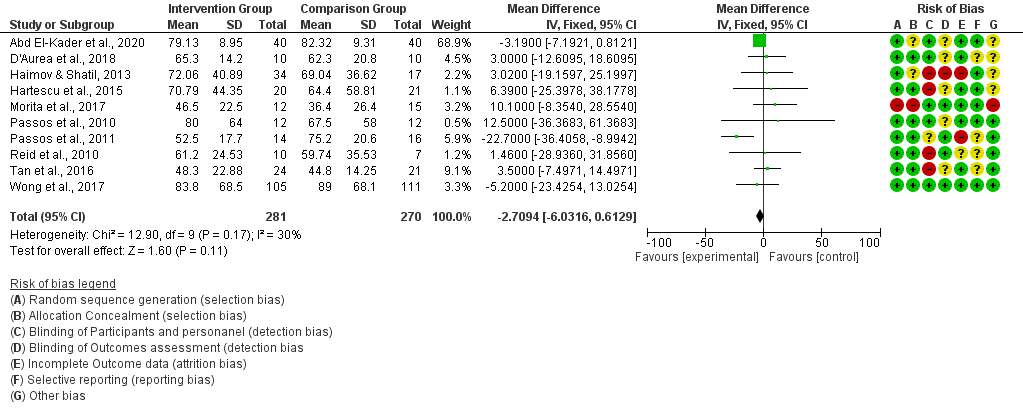 Intervention Group Comparison Group Mean Difference Mean Difference Risk of Bias
Study or Subgroup Mean SD Total Mean SD Total Weight IV, Fixed, 95% CI IV, Fixed, 95% CI A B C D E F G
Abd El-Kader et al., 2020 79.13 8.95 40 82.32 9.31 40 68.9% -3.1900 [-7.1921, 0.8121] + ? + ? + + ?
D'Aurea et al., 2018 65.3 14.2 10 62.3 20.8 10 4.6% 3.0000 [-12.6095, 18.6095] + + + ? + ? ?
Haimov & Shatil, 2013 72.06 40.89 34 69.04 36.62 17 2.2% 3.0200 [-19.1597, 25.1997] + ? − − − ? +
Hartescu et al., 2015 70.79 44.35 20 64.4 58.81 21 1.1% 6.3900 [-25.3978, 38.1778] + + − ? + ? ?
Morita et al., 2017 46.5 22.5 12 36.4 26.4 15 3.2% 10.1000 [-8.3540, 28.5540] − − + + + + −
Passos et al., 2010 80 64 12 67.5 58 12 0.5% 12.5000 [-36.3683, 61.3683] + + + ? + + +
Passos et al., 2011 52.5 17.7 14 75.2 20.6 16 5.9% -22.7000 [-36.4058, -8.9942] + + ? + − ? +
Reid et al., 2010 61.2 24.53 10 59.74 35.53 7 1.2% 1.4600 [-28.9360, 31.8560] + + − + ? ? +
Tan et al., 2016 48.3 22.88 24 44.8 14.25 21 9.1% 3.5000 [-7.4971, 14.4971] + + − ? + ? +
Wong et al., 2017 83.8 68.5 105 89 68.1 111 3.3% -5.2000 [-23.4254, 13.0254] + + + + + + +
Total (95% CI) 281 270 100.0% -2.7094 [-6.0316, 0.6129]
Heterogeneity: Chi² = 12.90, df = 9 (P = 0.17); I² = 30%
Test for overall effect: Z = 1.60 (P = 0.11)
-100 -50 0 50 100
Favours [experimental] Favours [control]
Risk of bias legend
(A) Random sequence generation (selection bias)
(B) Allocation Concealment (selection bias)
(C) Blinding of Participants and personanel (detection bias)
(D) Blinding of Outcomes assessment (detection bias
(E) Incomplete Outcome data (attrition bias)
(F) Selective reporting (reporting bias)
(G) Other bias